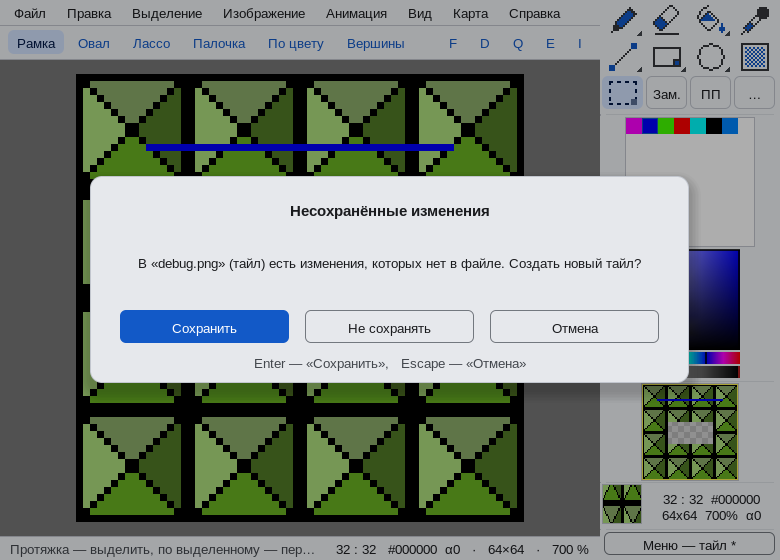 Файл Правка Выделение Изображение Анимация Вид Карта Справка
Рамка Овал Лассо Палочка По цвету Вершины F D Q E I
Зам. ПП ...
Несохранённые изменения
В «debug.png» (тайл) есть изменения, которых нет в файле. Создать новый тайл?
Сохранить Не сохранять Отмена
Enter — «Сохранить», Escape — «Отмена»
32 : 32 #000000
64x64 700% α0
Протяжка — выделить, по выделенному — пер… 32 : 32 #000000 α0 · 64×64 · 700 %
Меню — тайл *